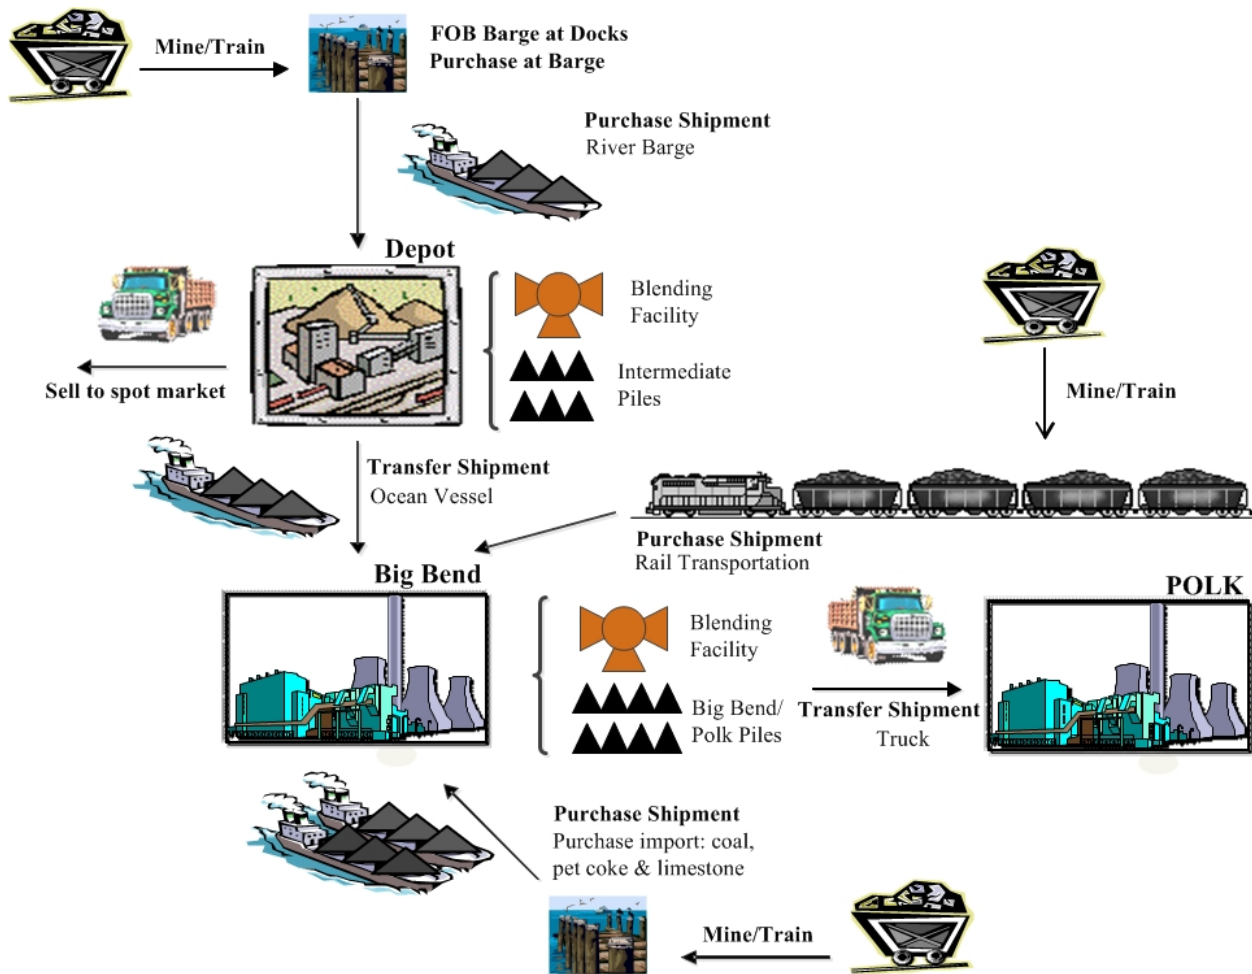 Mine/Train
FOB Barge at Docks
Purchase at Barge
Purchase Shipment
River Barge
Depot
Blending
Facility
Intermediate
Piles
Sell to spot market
Mine/Train
Transfer Shipment
Ocean Vessel
Purchase Shipment
Rail Transportation
Big Bend
POLK
Blending
Facility
Big Bend/
Polk Piles
Transfer Shipment
Truck
Purchase Shipment
Purchase import: coal,
pet coke & limestone
Mine/Train